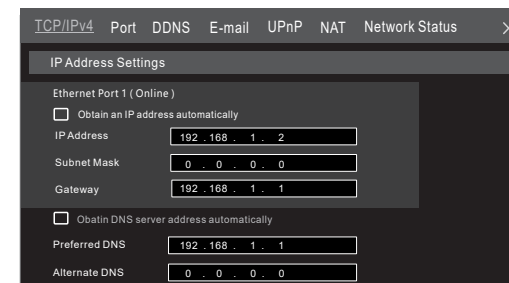 TCP/IPv4 Port DDNS E-mail UPnP NAT Network Status >
IP Address Settings
Ethernet Port 1 ( Online )
Obtain an IP address automatically
IP Address 192 . 168 . 1 . 2
Subnet Mask 0 . 0 . 0 . 0
Gateway 192 . 168 . 1 . 1
Obatin DNS server address automatically
Preferred DNS 192 . 168 . 1 . 1
Alternate DNS 0 . 0 . 0 . 0